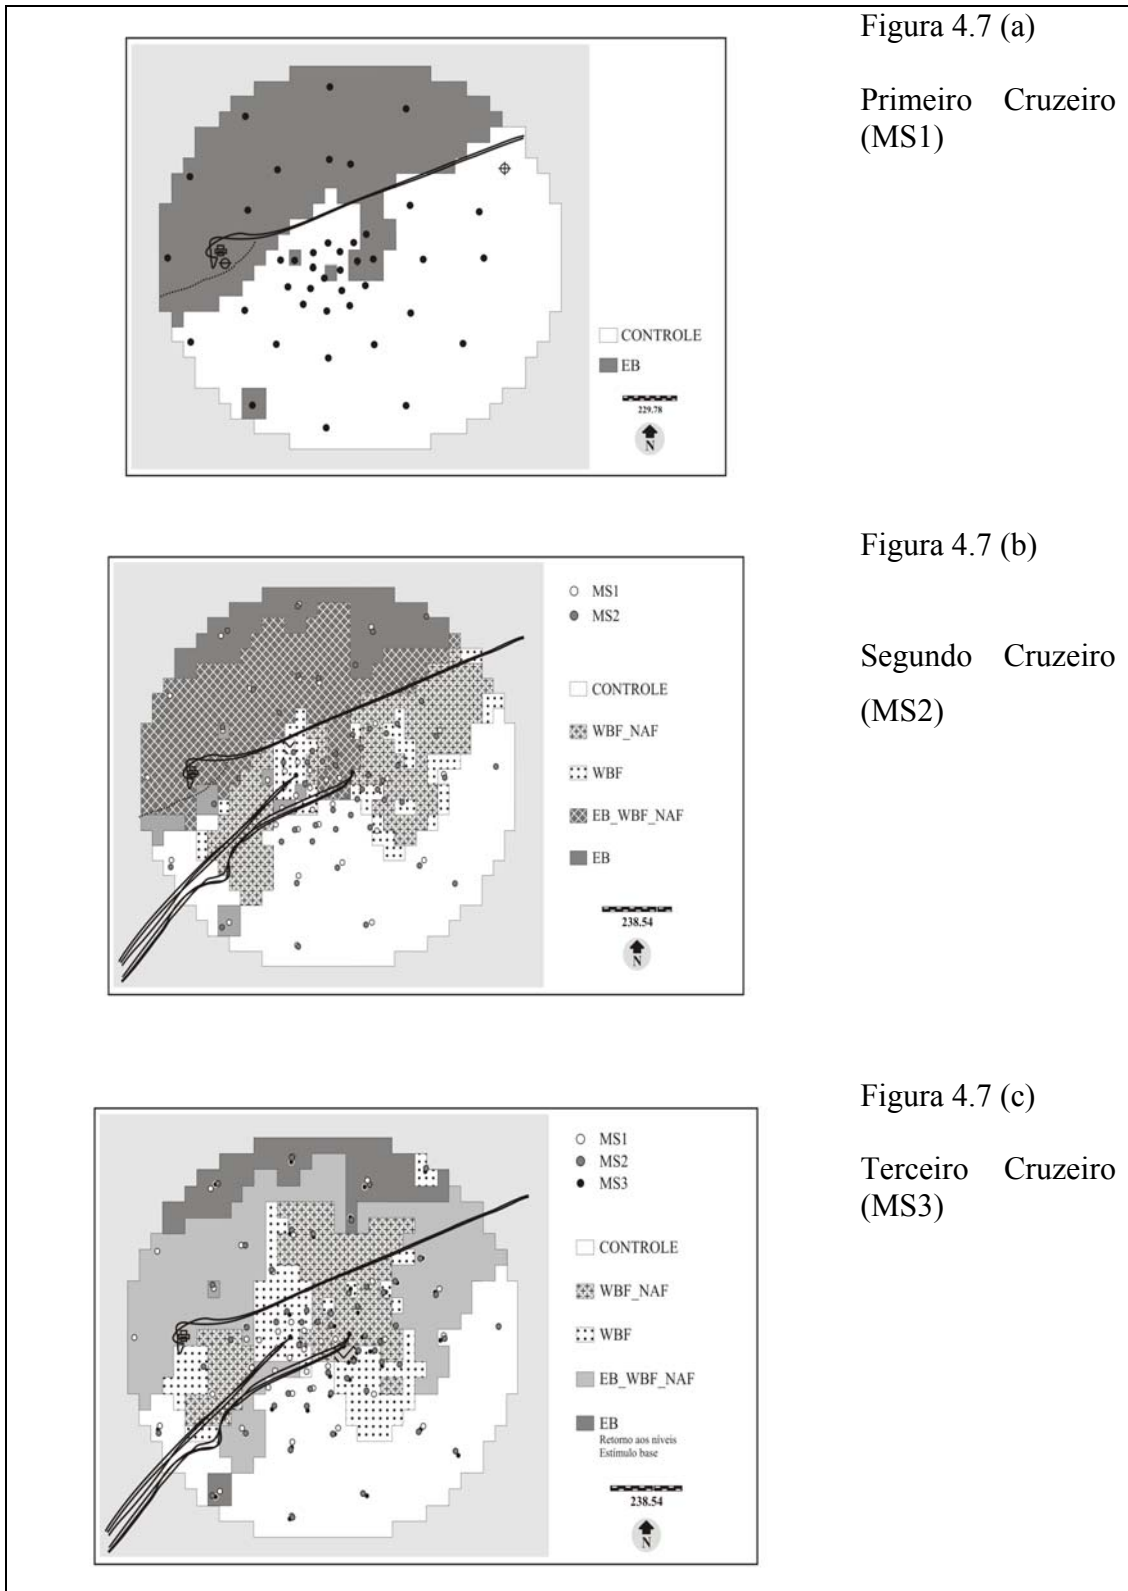 Figura 4.7 (a)
Primeiro Cruzeiro
(MS1)
CONTROLE
EB
229.78
N
Figura 4.7 (b)
Segundo Cruzeiro
(MS2)
MS1
MS2
CONTROLE
WBF_NAF
WBF
EB_WBF_NAF
EB
238.54
N
Figura 4.7 (c)
Terceiro Cruzeiro
(MS3)
MS1
MS2
MS3
CONTROLE
WBF_NAF
WBF
EB_WBF_NAF
EB
Retorno aos níveis
Estímulo base
238.54
N